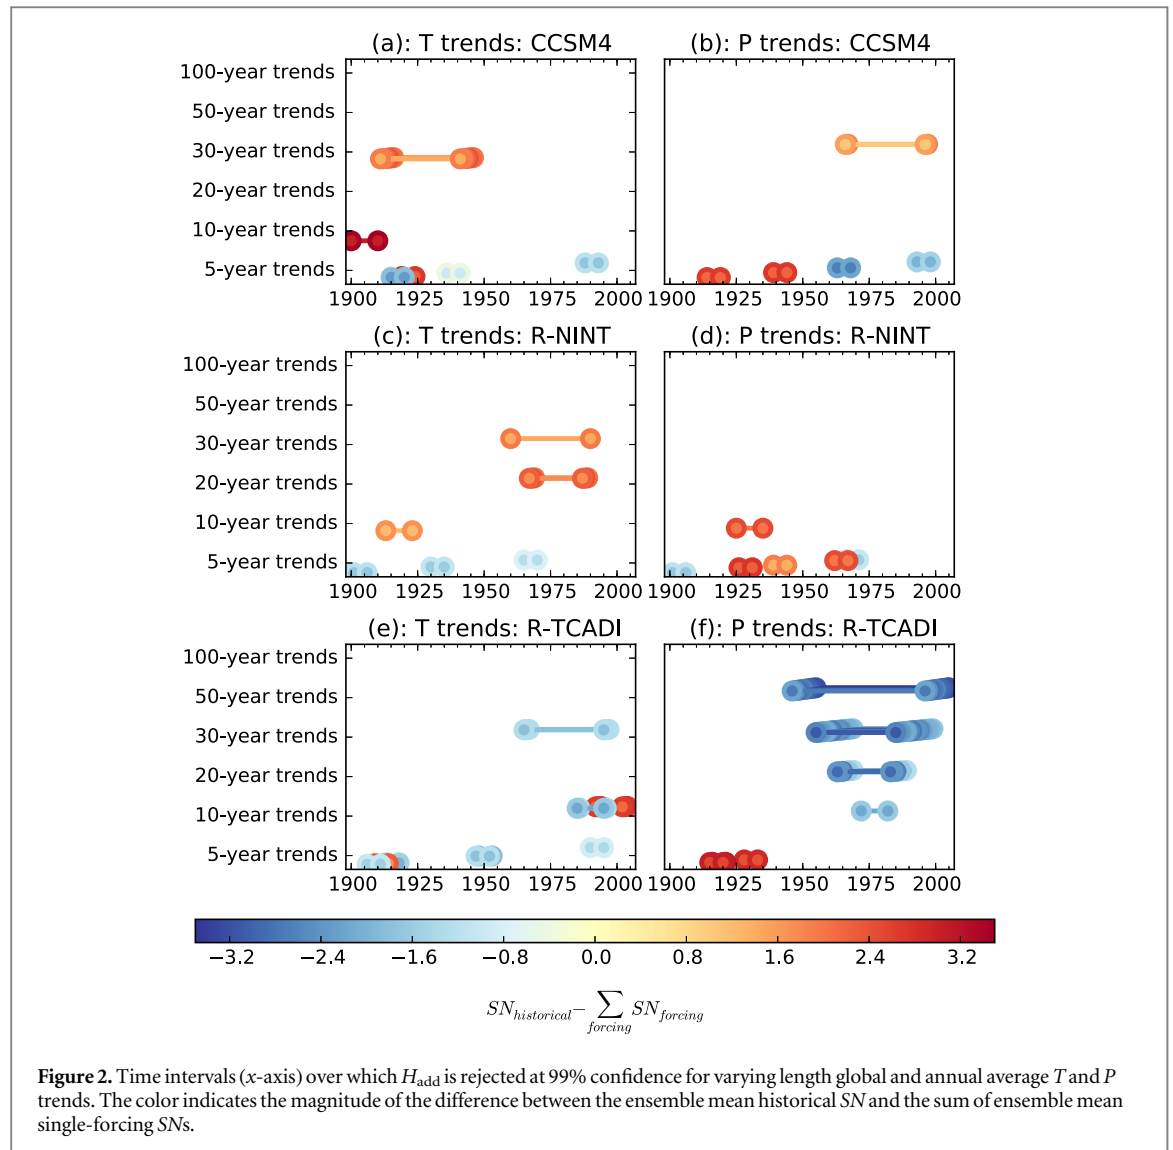 (a): T trends: CCSM4
(b): P trends: CCSM4
100-year trends
50-year trends
30-year trends
20-year trends
10-year trends
5-year trends
1900 1925 1950 1975 2000
1900 1925 1950 1975 2000
(c): T trends: R-NINT
(d): P trends: R-NINT
100-year trends
50-year trends
30-year trends
20-year trends
10-year trends
5-year trends
1900 1925 1950 1975 2000
1900 1925 1950 1975 2000
(e): T trends: R-TCADI
(f): P trends: R-TCADI
100-year trends
50-year trends
30-year trends
20-year trends
10-year trends
5-year trends
1900 1925 1950 1975 2000
1900 1925 1950 1975 2000
−3.2 −2.4 −1.6 −0.8 0.0 0.8 1.6 2.4 3.2
SN_historical − ∑_forcing SN_forcing
Figure 2. Time intervals (x-axis) over which H_add is rejected at 99% confidence for varying length global and annual average T and P
trends. The color indicates the magnitude of the difference between the ensemble mean historical SN and the sum of ensemble mean
single-forcing SNs.